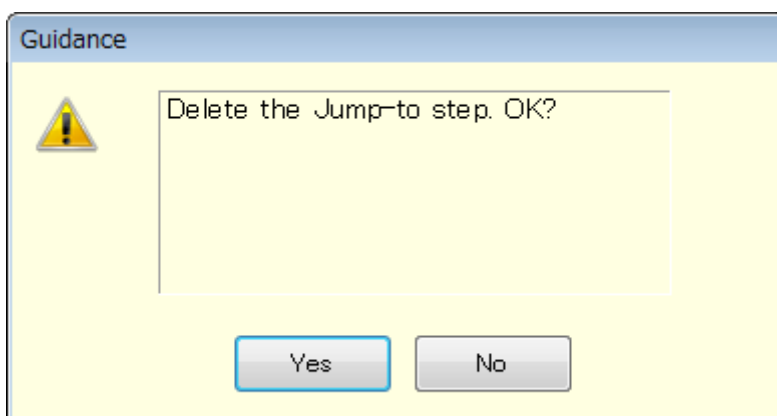 Guidance
Delete the Jump-to step. OK?
Yes
No